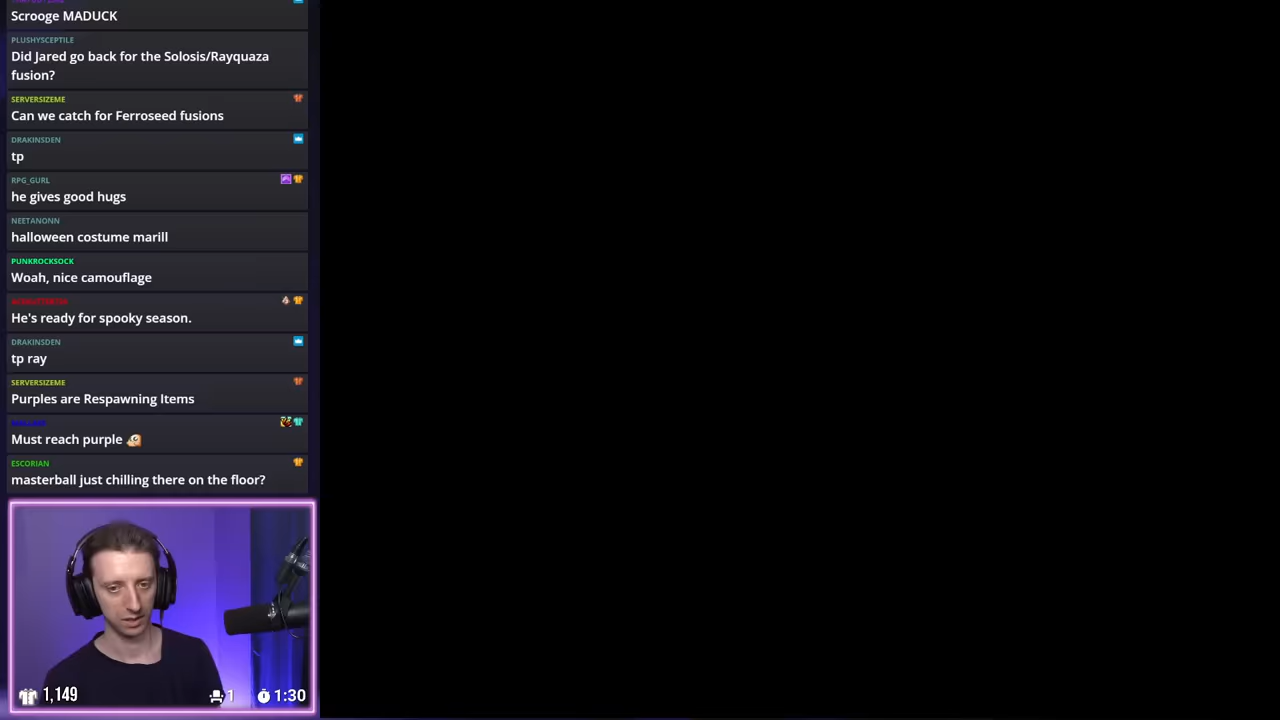 Scrooge MADUCK
PLUSHYSCEPTILE
Did Jared go back for the Solosis/Rayquaza
fusion?
SERVERSIZEME
Can we catch for Ferroseed fusions
DRAKINSDEN
tp
RPG_GURL
he gives good hugs
NEETANONN
halloween costume marill
PUNKROCKSOCK
Woah, nice camouflage
He's ready for spooky season.
DRAKINSDEN
tp ray
SERVERSIZEME
Purples are Respawning Items
Must reach purple
ESCORIAN
masterball just chilling there on the floor?
1,149
1
1:30